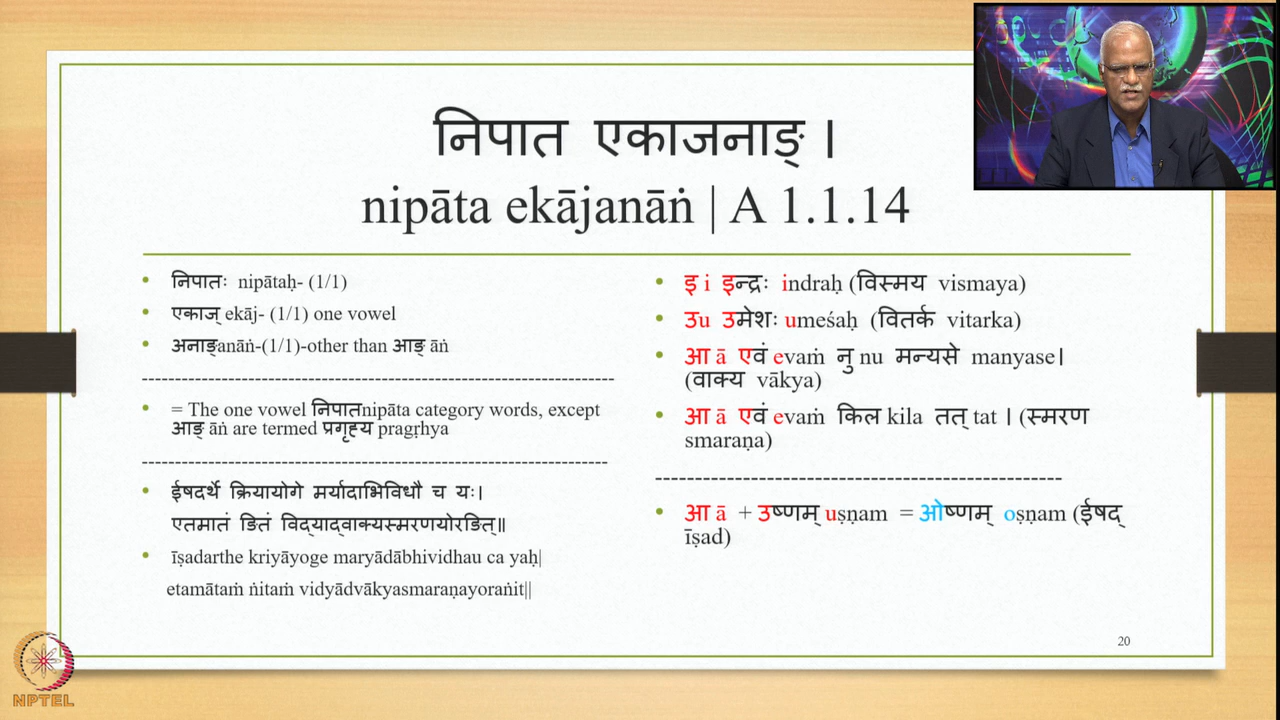 निपात एकाजनाङ् ।
nipāta ekājanāṅ | A 1.1.14
• निपातः nipātaḥ- (1/1)
• एकाज् ekāj- (1/1) one vowel
• अनाङ्anāṅ-(1/1)-other than आङ् āṅ
--------------------------------------------------------------------
• = The one vowel निपातnipāta category words, except
आङ् āṅ are termed प्रगृह्य pragṛhya
-------------------------------------------------------------------
• ईषदर्थे क्रियायोगे मर्यादाभिविधौ च यः।
एतमातं ङितं विद्याद्वाक्यस्मरणयोरङित्॥
• īṣadarthe kriyāyoge maryādābhividhau ca yaḥ|
etamātaṁ ṅitaṁ vidyādvākyasmaraṇayoraṅit||
• इ i इन्द्रः indraḥ (विस्मय vismaya)
• उu उमेशः umeśaḥ (वितर्क vitarka)
• आ ā एवं evaṁ नु nu मन्यसे manyase|
(वाक्य vākya)
• आ ā एवं evaṁ किल kila तत् tat । (स्मरण
smaraṇa)
----------------------------------------------------------
• आ ā + उष्णम् uṣṇam = ओष्णम् oṣṇam (ईषद्
īṣad)
20
NPTEL